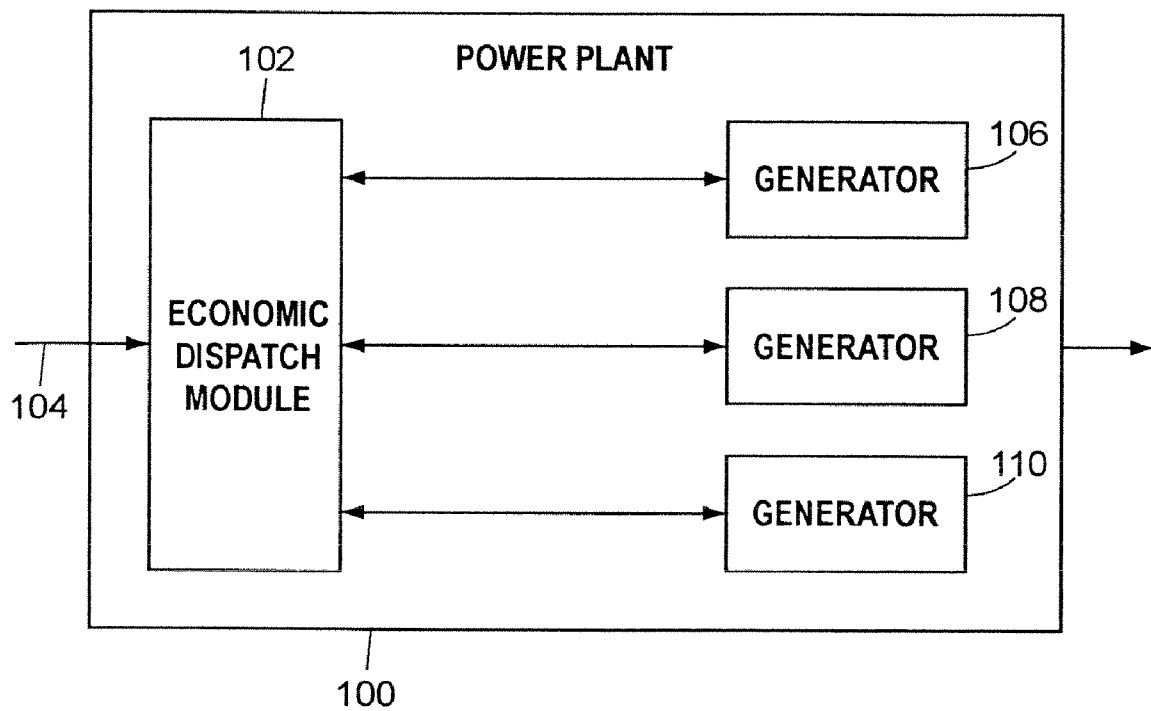 POWER PLANT
102
106
GENERATOR
108
ECONOMIC
DISPATCH
MODULE
GENERATOR
104
110
GENERATOR
100